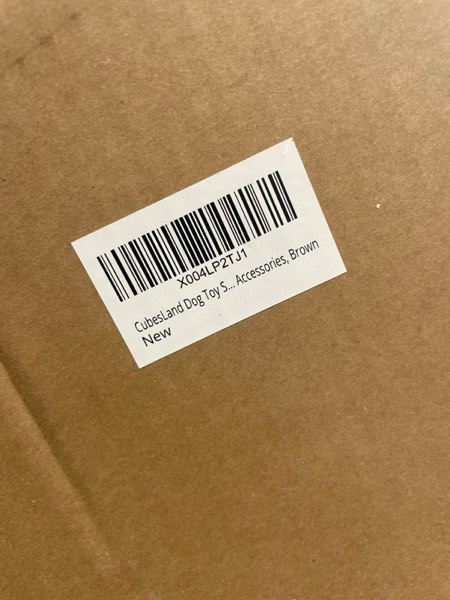 X004LP2TJ1
CubesLand Dog Toy S... Accessories, Brown
New